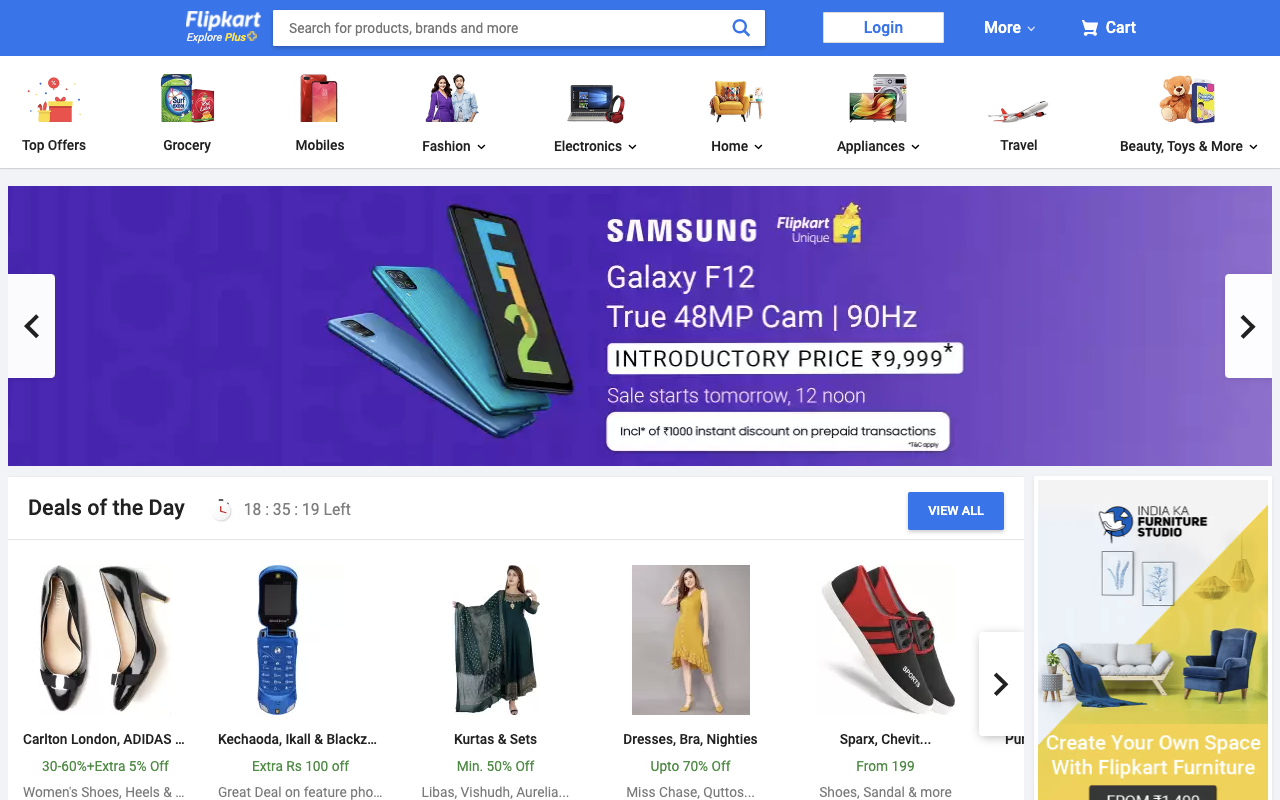 Flipkart
Explore Plus
Search for products, brands and more
Login
More
Cart
Top Offers
Grocery
Mobiles
Fashion
Electronics
Home
Appliances
Travel
Beauty, Toys & More
SAMSUNG
Flipkart
Unique
Galaxy F12
True 48MP Cam | 90Hz
INTRODUCTORY PRICE ₹9,999*
Sale starts tomorrow, 12 noon
Incl* of ₹1000 instant discount on prepaid transactions
*T&C apply
F12
Deals of the Day
18 : 35 : 19 Left
VIEW ALL
Carlton London, ADIDAS ...
30-60%+Extra 5% Off
Women's Shoes, Heels & ...
Kechaoda, Ikall & Blackz...
Extra Rs 100 off
Great Deal on feature pho...
Kurtas & Sets
Min. 50% Off
Libas, Vishudh, Aurelia...
Dresses, Bra, Nighties
Upto 70% Off
Miss Chase, Quttos...
SPORTS
Sparx, Chevit...
From 199
Shoes, Sandal & more
INDIA KA
FURNITURE
STUDIO
Create Your Own Space
With Flipkart Furniture
FROM ₹1,499